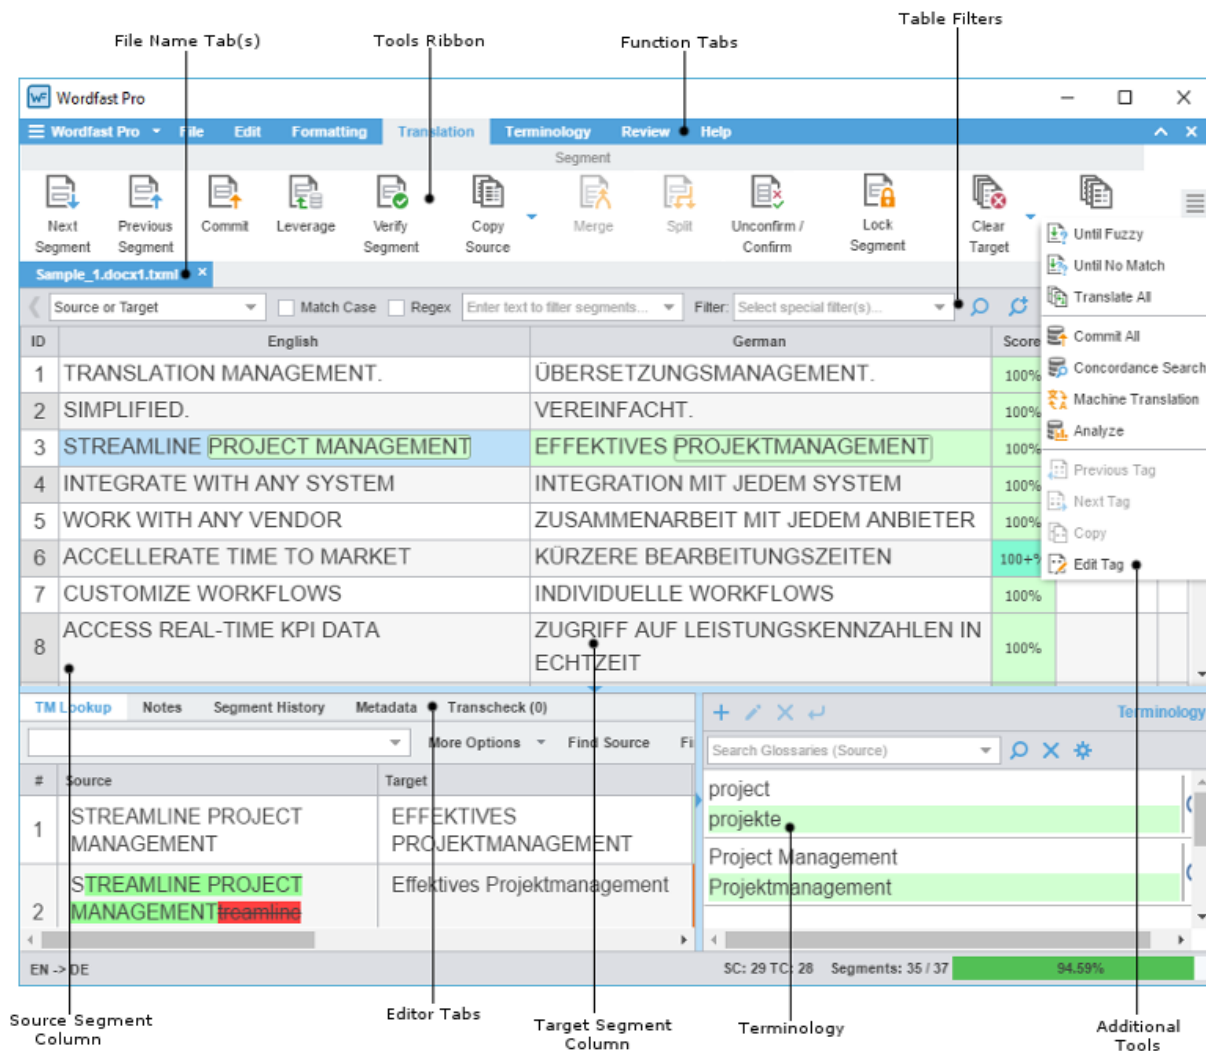 Table Filters
File Name Tab(s) Tools Ribbon Function Tabs
WF Wordfast Pro
Wordfast Pro File Edit Formatting Translation Terminology Review Help
Segment
Next Segment
Previous Segment
Commit
Leverage
Verify Segment
Copy Source
Merge
Split
Unconfirm / Confirm
Lock Segment
Clear Target
Until Fuzzy
Until No Match
Translate All
Commit All
Concordance Search
Machine Translation
Analyze
Previous Tag
Next Tag
Copy
Edit Tag
Sample_1.docx1.txml
Source or Target Match Case Regex Enter text to filter segments... Filter: Select special filter(s)...
ID English German Score
1 TRANSLATION MANAGEMENT. ÜBERSETZUNGSMANAGEMENT. 100%
2 SIMPLIFIED. VEREINFACHT. 100%
3 STREAMLINE PROJECT MANAGEMENT EFFEKTIVES PROJEKTMANAGEMENT 100%
4 INTEGRATE WITH ANY SYSTEM INTEGRATION MIT JEDEM SYSTEM 100%
5 WORK WITH ANY VENDOR ZUSAMMENARBEIT MIT JEDEM ANBIETER 100%
6 ACCELLERATE TIME TO MARKET KÜRZERE BEARBEITUNGSZEITEN 100+%
7 CUSTOMIZE WORKFLOWS INDIVIDUELLE WORKFLOWS 100%
8 ACCESS REAL-TIME KPI DATA ZUGRIFF AUF LEISTUNGSKENNZAHLEN IN
ECHTZEIT 100%
TM Lookup Notes Segment History Metadata Transcheck (0)
More Options Find Source Fi
# Source Target
1 STREAMLINE PROJECT
MANAGEMENT
EFFEKTIVES
PROJEKTMANAGEMENT
2 STREAMLINE PROJECT
MANAGEMENTtreamline
Effektives Projektmanagement
Terminology
Search Glossaries (Source)
project
projekte
Project Management
Projektmanagement
EN -> DE SC: 29 TC: 28 Segments: 35 / 37 94.59%
Source Segment
Column
Editor Tabs
Target Segment
Column
Terminology
Additional
Tools